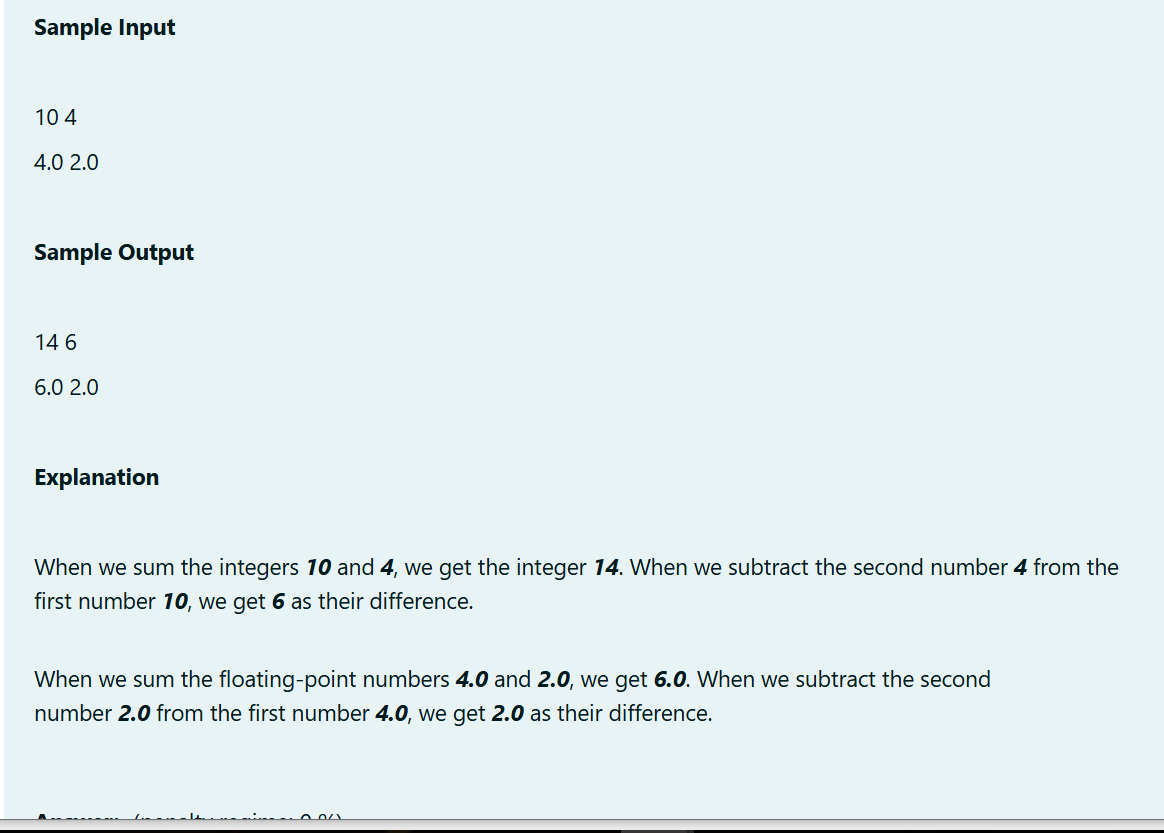 Sample Input
10 4
4.0 2.0
Sample Output
14 6
6.0 2.0
Explanation
When we sum the integers 10 and 4, we get the integer 14. When we subtract the second number 4 from the
first number 10, we get 6 as their difference.
When we sum the floating-point numbers 4.0 and 2.0, we get 6.0. When we subtract the second
number 2.0 from the first number 4.0, we get 2.0 as their difference.
Answer: (penalty regime: 0 %)